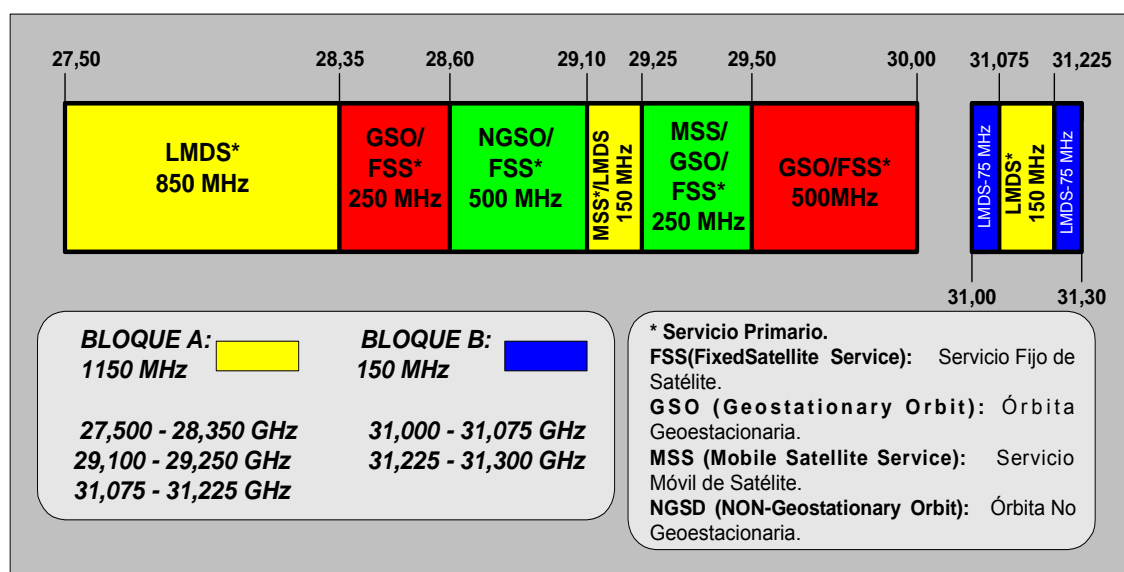 27,50
28,35
28,60
29,10
29,25
29,50
30,00
31,075
31,225
LMDS*
850 MHz
GSO/
FSS*
250 MHz
NGSO/
FSS*
500 MHz
MSS*/LMDS
150 MHz
MSS/
GSO/
FSS*
250 MHz
GSO/FSS*
500MHz
LMDS-75 MHz
LMDS*
150 MHz
LMDS-75 MHz
31,00
31,30
BLOQUE A:
1150 MHz
27,500 - 28,350 GHz
29,100 - 29,250 GHz
31,075 - 31,225 GHz
BLOQUE B:
150 MHz
31,000 - 31,075 GHz
31,225 - 31,300 GHz
* Servicio Primario.
FSS(FixedSatellite Service): Servicio Fijo de
Satélite.
GSO (Geostationary Orbit): Órbita
Geoestacionaria.
MSS (Mobile Satellite Service): Servicio
Móvil de Satélite.
NGSD (NON-Geostationary Orbit): Órbita No
Geoestacionaria.